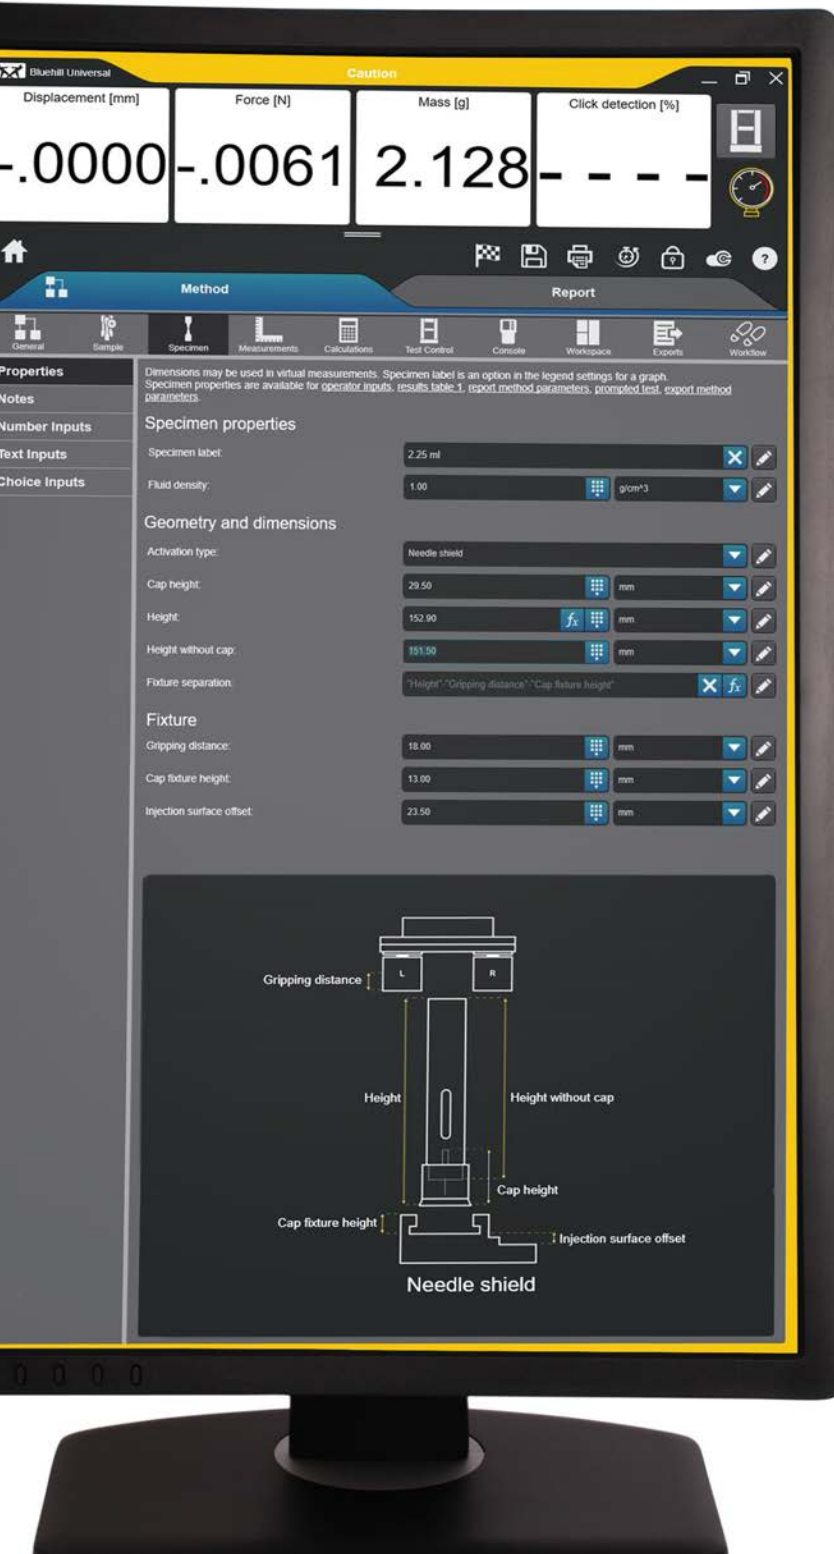 Bluehill Universal
Caution
Displacement [mm]
Force [N]
Mass [g]
Click detection [%]
-.0000
-.0061
2.128
- - - -
Method
Report
General
Sample
Specimen
Measurements
Calculations
Test Control
Console
Workspace
Exports
Workflow
Properties
Notes
Number Inputs
Text Inputs
Choice Inputs
Dimensions may be used in virtual measurements. Specimen label is an option in the legend settings for a graph.
Specimen properties are available for operator inputs, results table 1, report method parameters, prompted test, export method
parameters.
Specimen properties
Specimen label:
2.25 ml
Fluid density:
1.00
g/cm^3
Geometry and dimensions
Activation type:
Needle shield
Cap height:
29.50
mm
Height:
152.90
fx
mm
Height without cap:
151.50
mm
Fixture separation:
"Height"-"Gripping distance"-"Cap fixture height"
fx
Fixture
Gripping distance:
18.00
mm
Cap fixture height:
13.00
mm
Injection surface offset:
23.50
mm
L
R
Gripping distance
Height
Height without cap
Cap height
Cap fixture height
Injection surface offset
Needle shield